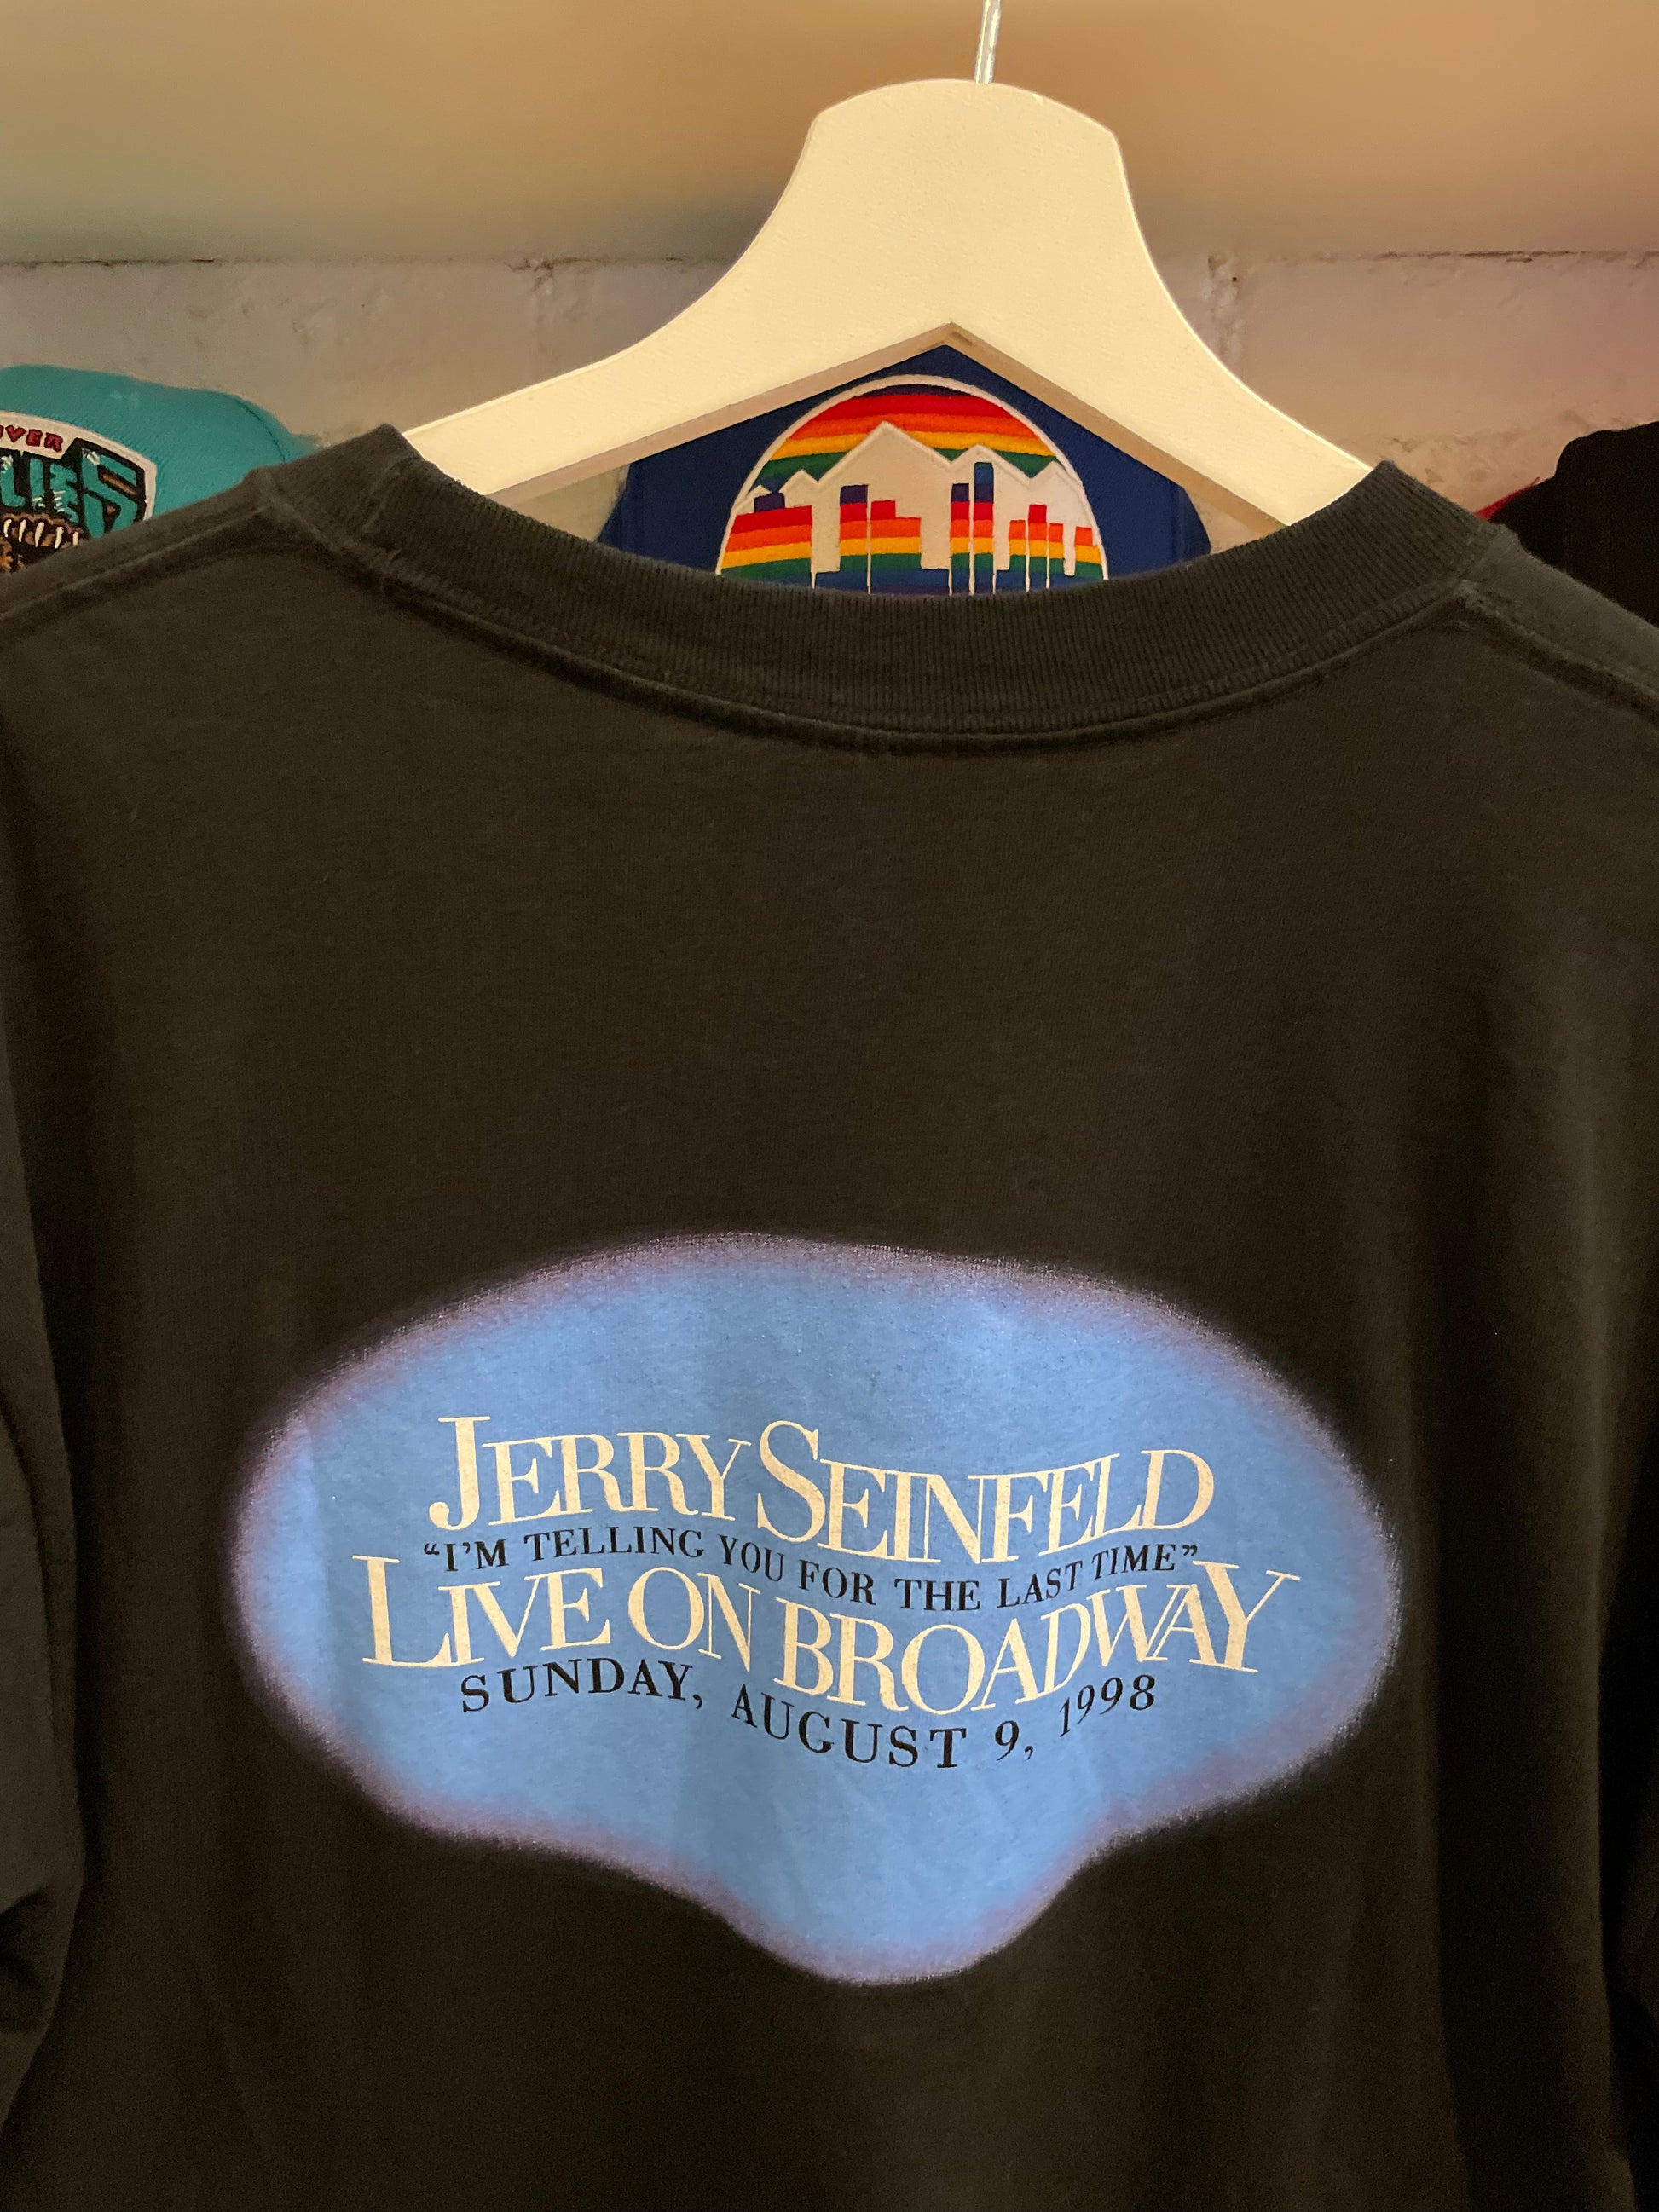 JERRY SEINFELD
“I’M TELLING YOU FOR THE LAST TIME”
LIVE ON BROADWAY
SUNDAY, AUGUST 9, 1998